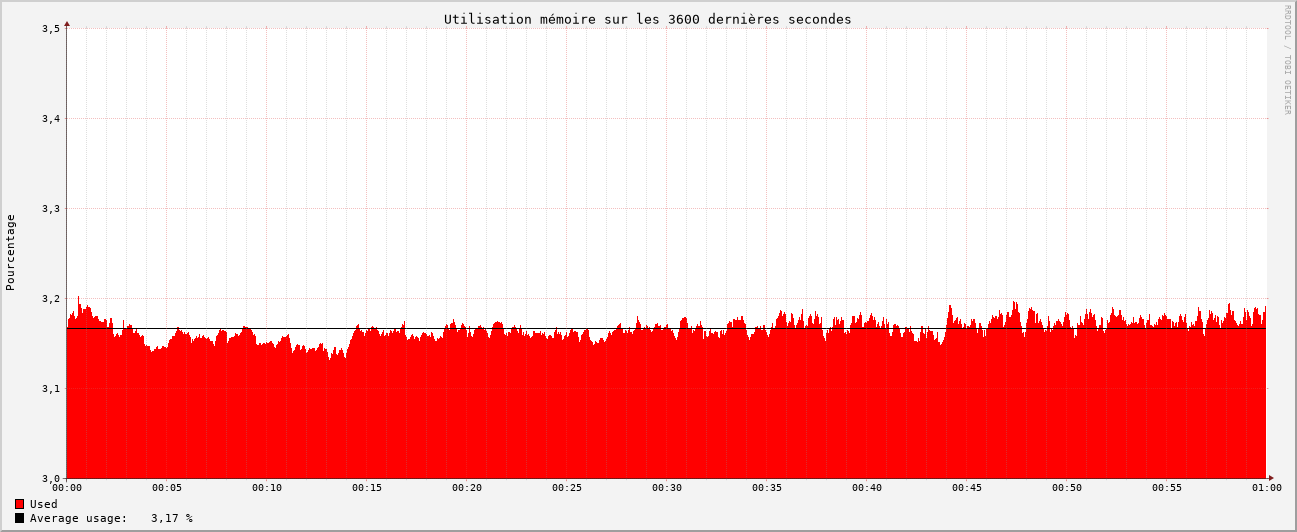 Utilisation mémoire sur les 3600 dernières secondes
RRDTOOL / TOBI OETIKER
Pourcentage
3,5
3,4
3,3
3,2
3,1
3,0
00:00 00:05 00:10 00:15 00:20 00:25 00:30 00:35 00:40 00:45 00:50 00:55 01:00
Used
Average usage: 3,17 %